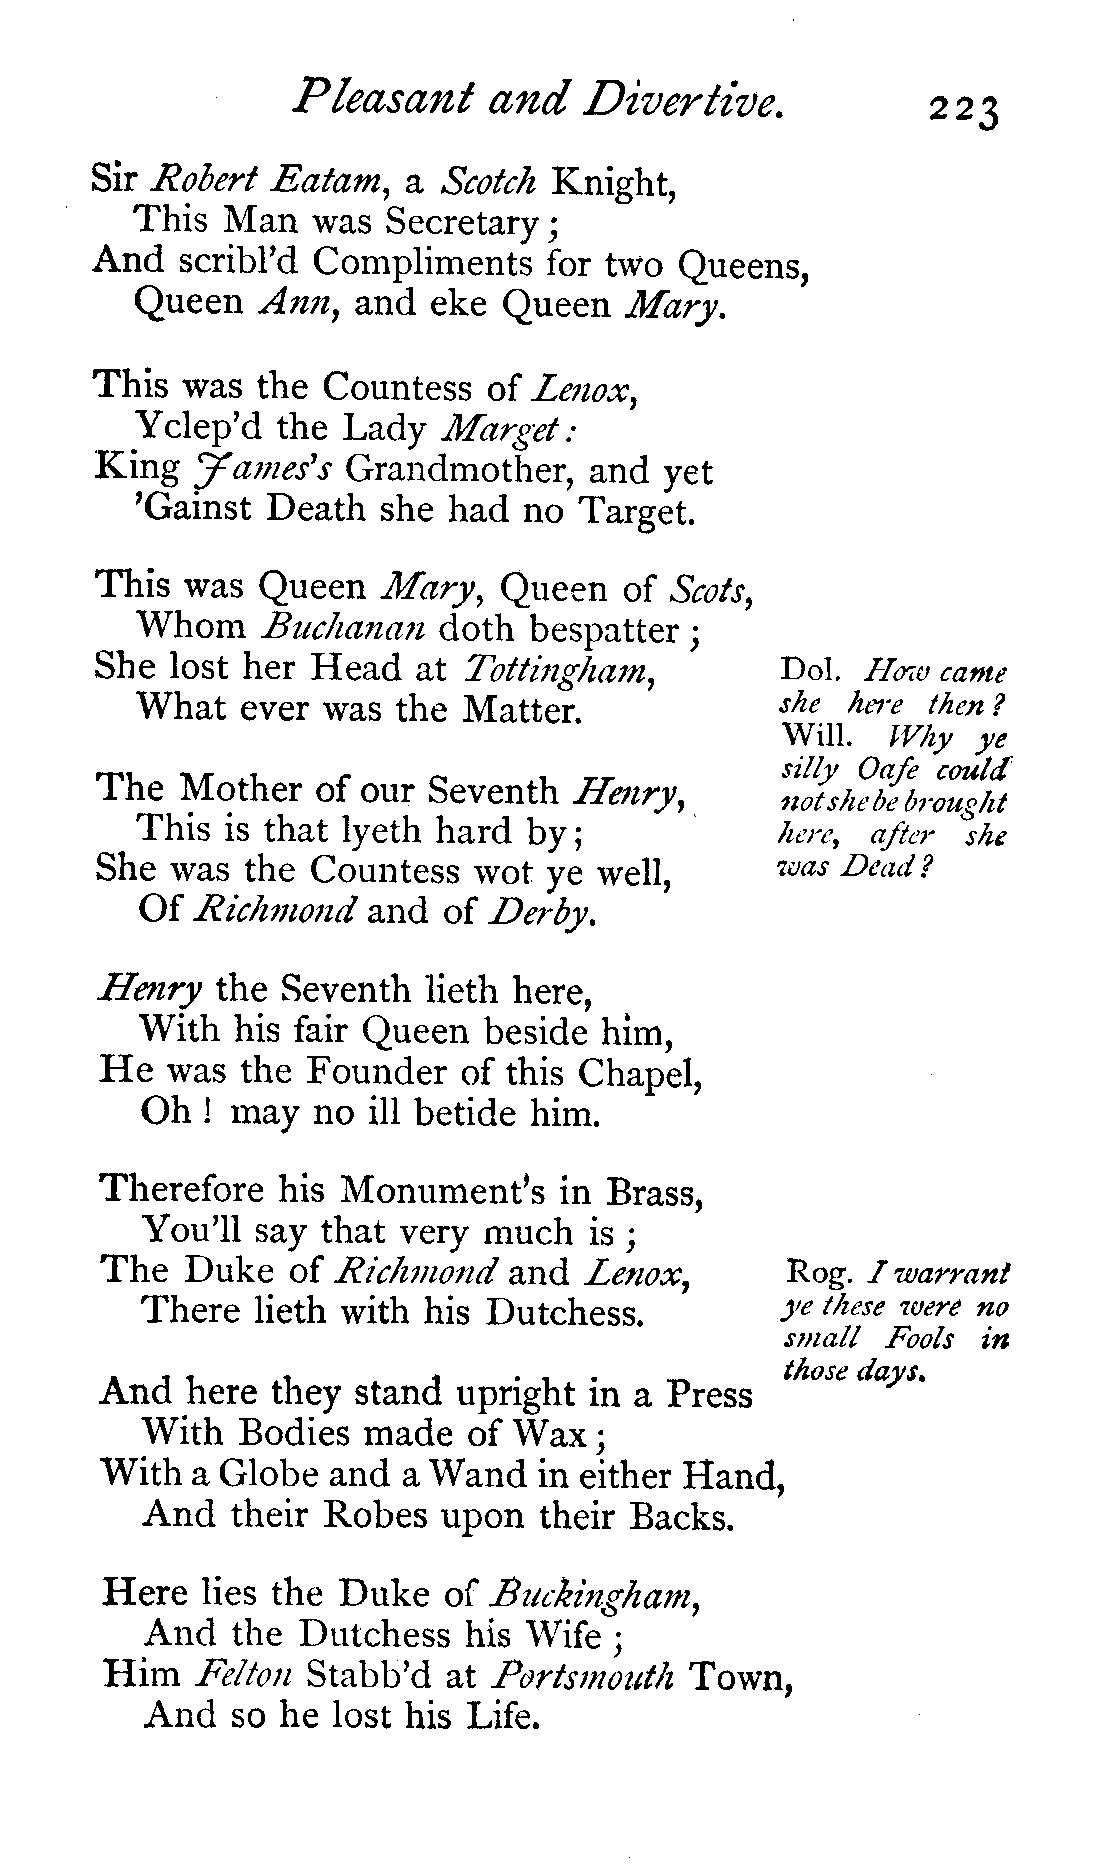 Pleasant and Divertive. 223
Sir Robert Eatam, a Scotch Knight,
This Man was Secretary ;
And scribl'd Compliments for two Queens,
Queen Ann, and eke Queen Mary.
This was the Countess of Lenox,
Yclep'd the Lady Marget :
King James's Grandmother, and yet
'Gainst Death she had no Target.
This was Queen Mary, Queen of Scots,
Whom Buchanan doth bespatter ;
She lost her Head at Tottingham,
What ever was the Matter.
Dol. How came
she here then ?
Will. Why ye
silly Oafe could
not she be brought
here, after she
was Dead ?
The Mother of our Seventh Henry,
This is that lyeth hard by ;
She was the Countess wot ye well,
Of Richmond and of Derby.
Henry the Seventh lieth here,
With his fair Queen beside him,
He was the Founder of this Chapel,
Oh ! may no ill betide him.
Therefore his Monument's in Brass,
You'll say that very much is ;
The Duke of Richmond and Lenox,
There lieth with his Dutchess.
Rog. I warrant
ye these were no
small Fools in
those days.
And here they stand upright in a Press
With Bodies made of Wax ;
With a Globe and a Wand in either Hand,
And their Robes upon their Backs.
Here lies the Duke of Buckingham,
And the Dutchess his Wife ;
Him Felton Stabb'd at Portsmouth Town,
And so he lost his Life.